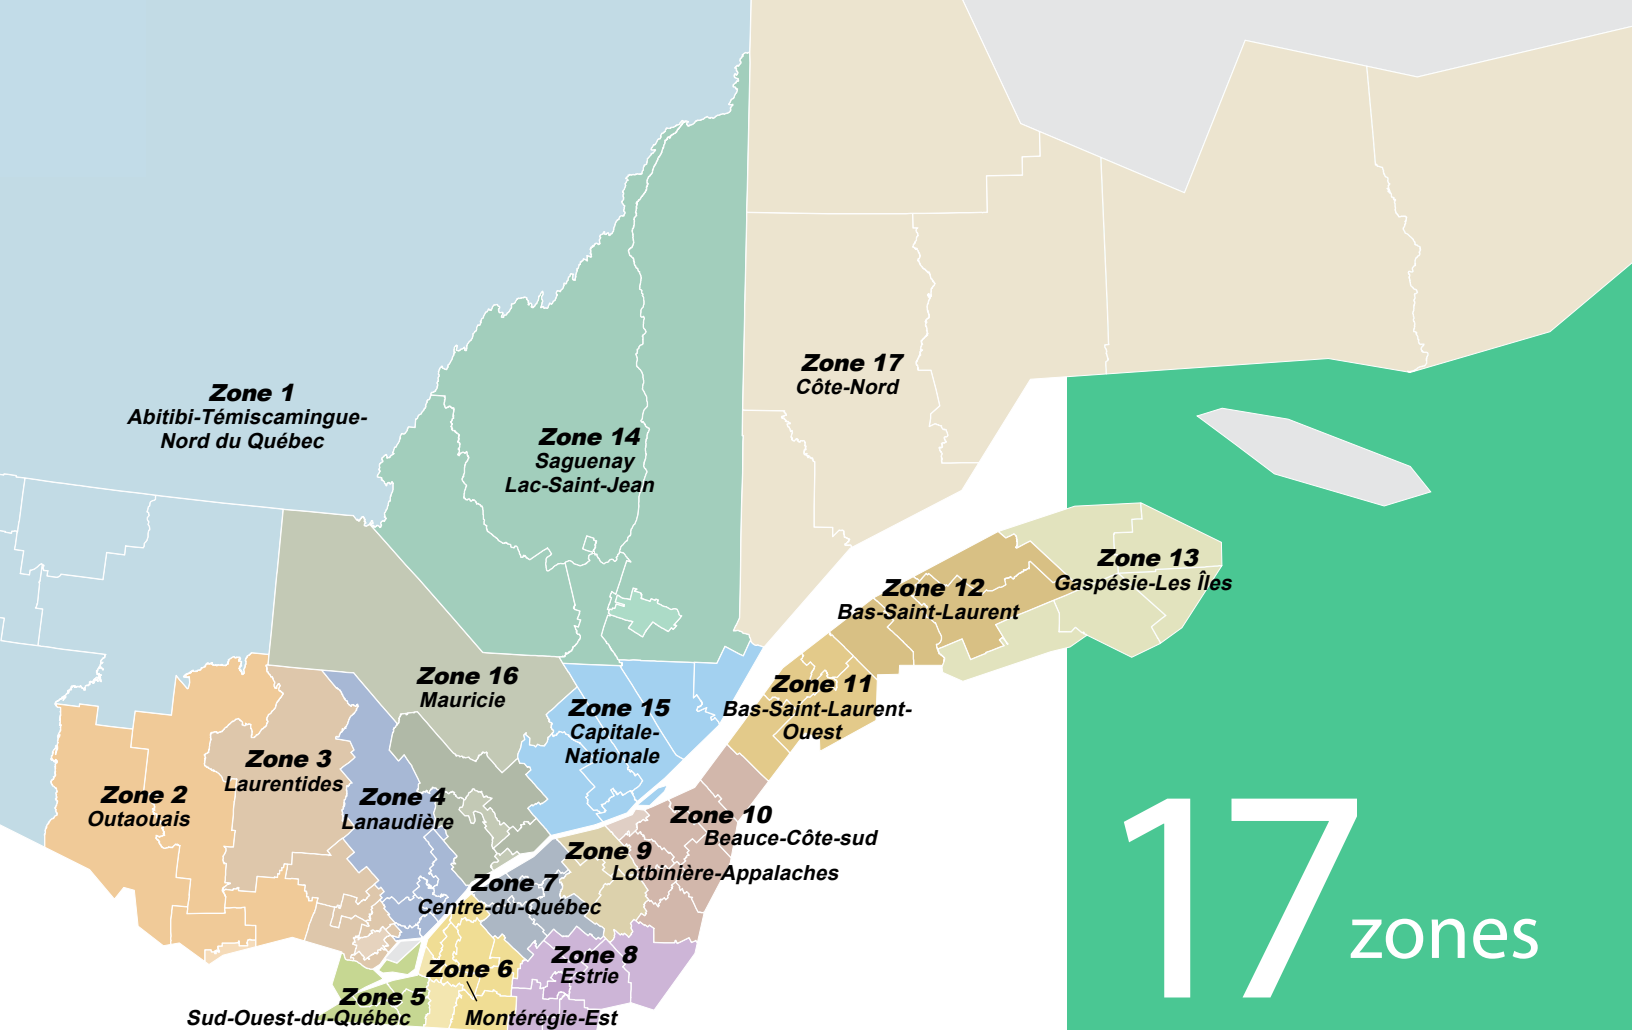 Zone 1
Abitibi-Témiscamingue-
Nord du Québec
Zone 17
Côte-Nord
Zone 14
Saguenay
Lac-Saint-Jean
Zone 13
Gaspésie-Les Îles
Zone 12
Bas-Saint-Laurent
Zone 16
Mauricie
Zone 15
Capitale-
Nationale
Zone 11
Bas-Saint-Laurent-
Ouest
Zone 3
Laurentides
Zone 2
Outaouais
Zone 4
Lanaudière
Zone 10
Beauce-Côte-sud
Zone 9
Lotbinière-Appalaches
Zone 7
Centre-du-Québec
Zone 8
Estrie
Zone 6
Montérégie-Est
Zone 5
Sud-Ouest-du-Québec
17 zones